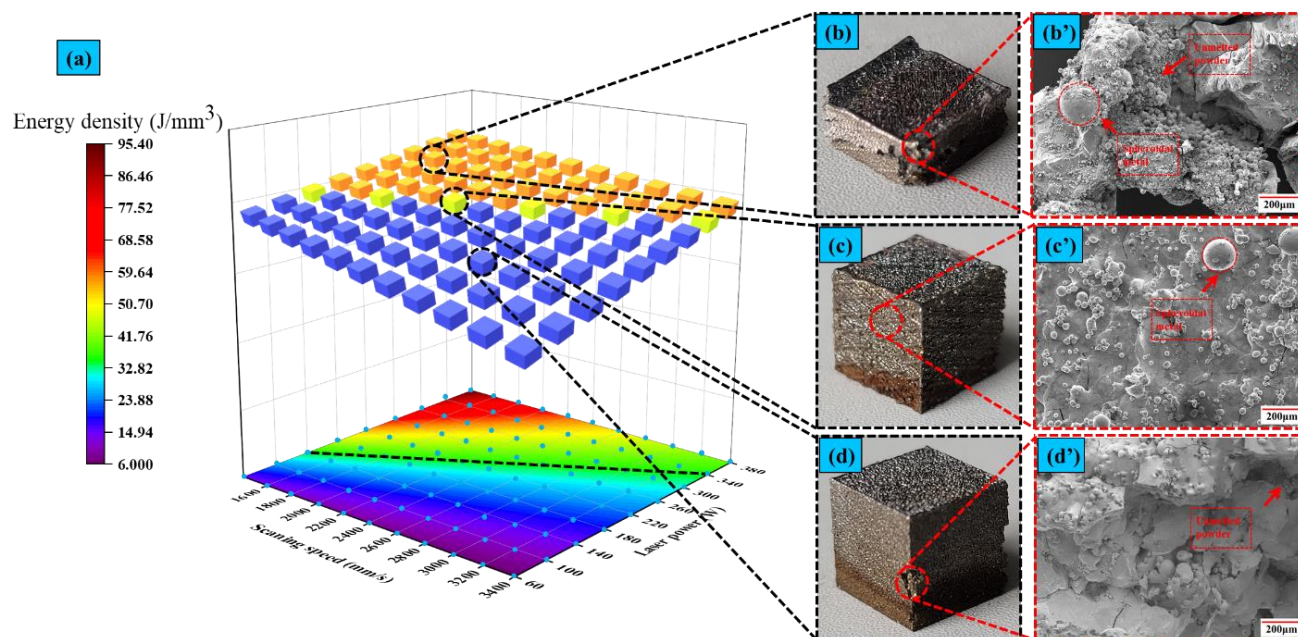 (a)
Energy density (J/mm³)
95.40
86.46
77.52
68.58
59.64
50.70
41.76
32.82
23.88
14.94
6.000
1600
1800
2000
2200
2400
2600
2800
3000
3200
3400
Scanning speed (mm/s)
60
100
140
180
220
260
300
340
380
Laser power (W)
(b)
(b')
Unmelted
powder
Spheroidal
metal
200μm
(c)
(c')
Spheroidal
metal
200μm
(d)
(d')
Unmelted
powder
200μm